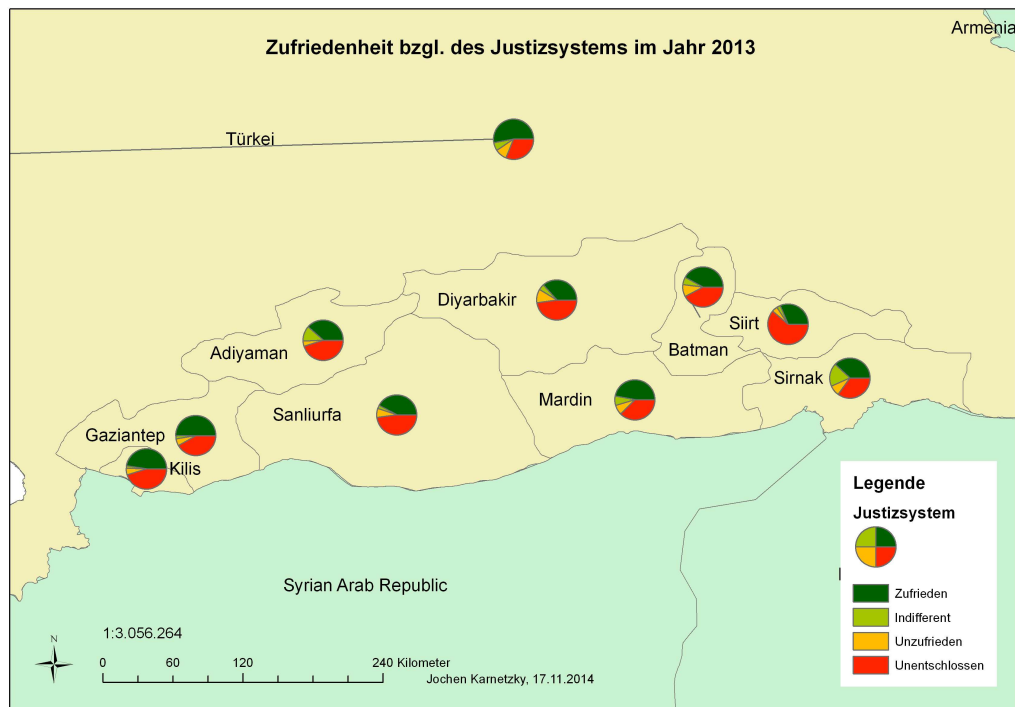 Armenia
Zufriedenheit bzgl. des Justizsystems im Jahr 2013
Türkei
Diyarbakir
Siirt
Adiyaman
Batman
Sirnak
Mardin
Sanliurfa
Gaziantep
Kilis
Legende
Justizsystem
Zufrieden
Indifferent
Unzufrieden
Unentschlossen
Syrian Arab Republic
N
1:3.056.264
0 60 120 240 Kilometer
Jochen Karnetzky, 17.11.2014